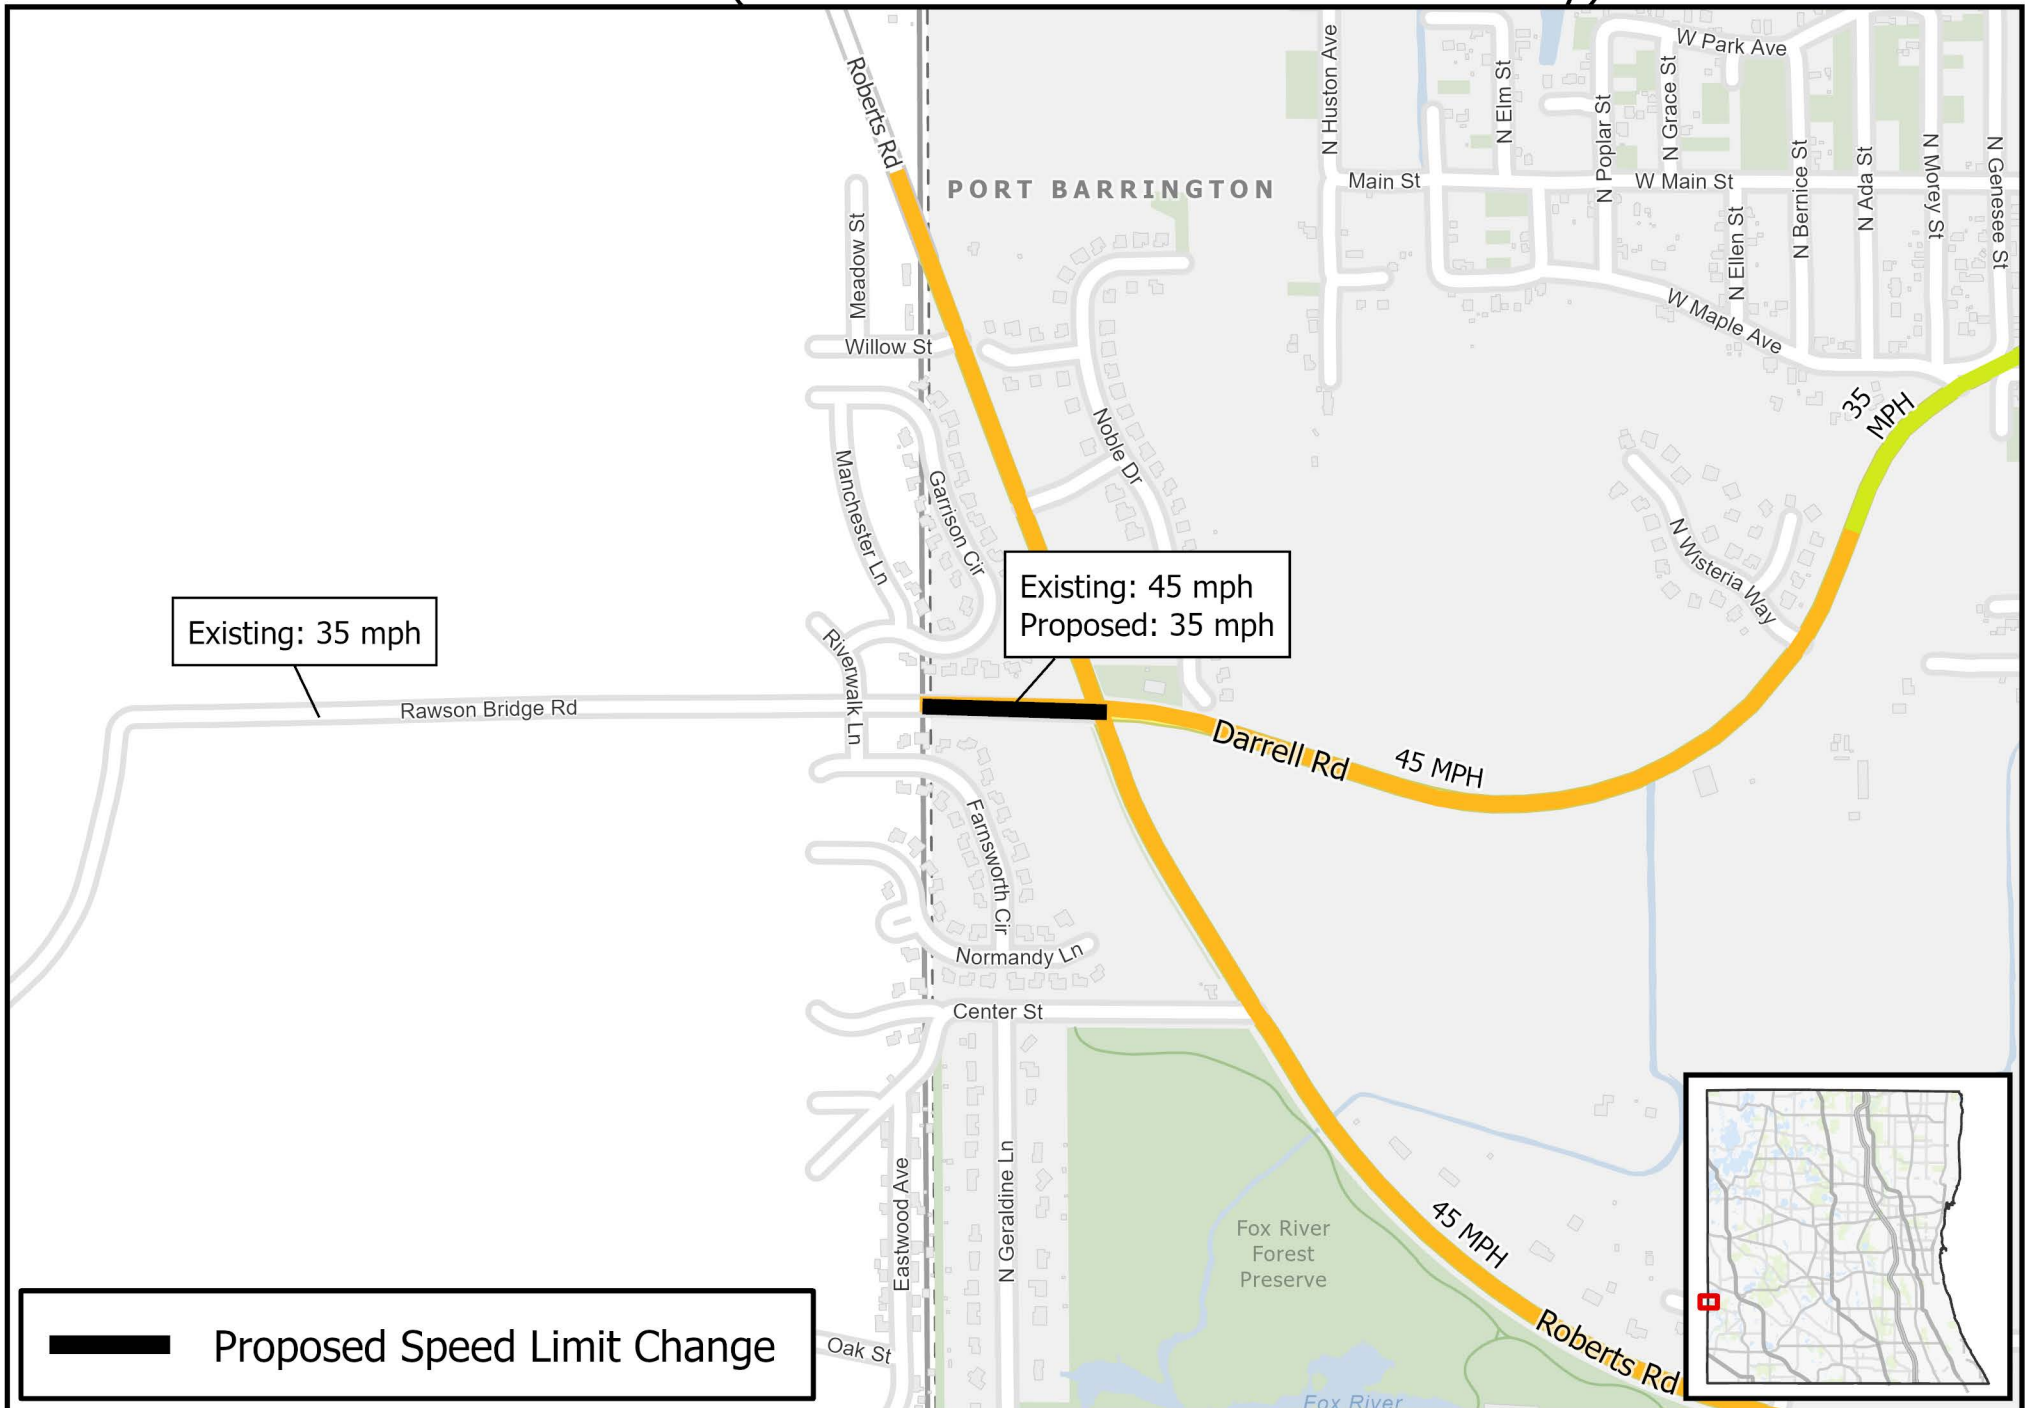 Roberts Rd
PORT BARRINGTON
N Huston Ave
Main St
N Elm St
N Poplar St
N Grace St
W Park Ave
W Main St
N Ellen St
N Bernice St
N Ada St
N Morey St
N Genesee St
W Maple Ave
Meadow St
Willow St
Noble Dr
Manchester Ln
Garrison Cir
35
MPH
N Wisteria Way
Existing: 35 mph
Existing: 45 mph
Proposed: 35 mph
Riverwalk Ln
Rawson Bridge Rd
Darrell Rd
45 MPH
Farnsworth Cir
Normandy Ln
Center St
Eastwood Ave
N Geraldine Ln
Fox River
Forest
Preserve
45 MPH
Roberts Rd
Oak St
Fox River
Proposed Speed Limit Change